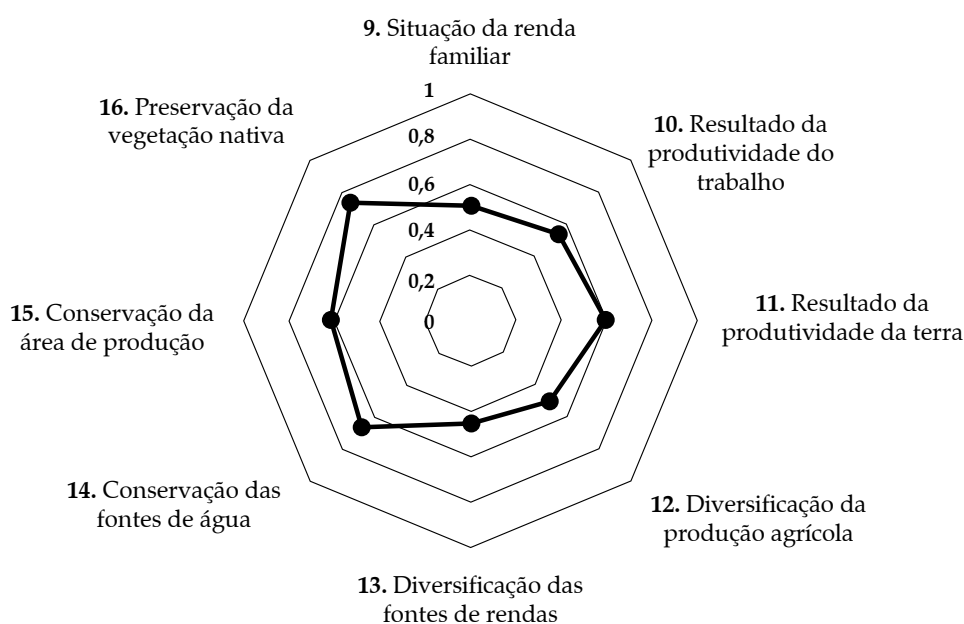 9. Situação da renda
familiar
16. Preservação da
vegetação nativa
10. Resultado da
produtividade do
trabalho
1
0,8
0,6
0,4
0,2
0
15. Conservação da
área de produção
11. Resultado da
produtividade da terra
14. Conservação das
fontes de água
12. Diversificação da
produção agrícola
13. Diversificação das
fontes de rendas